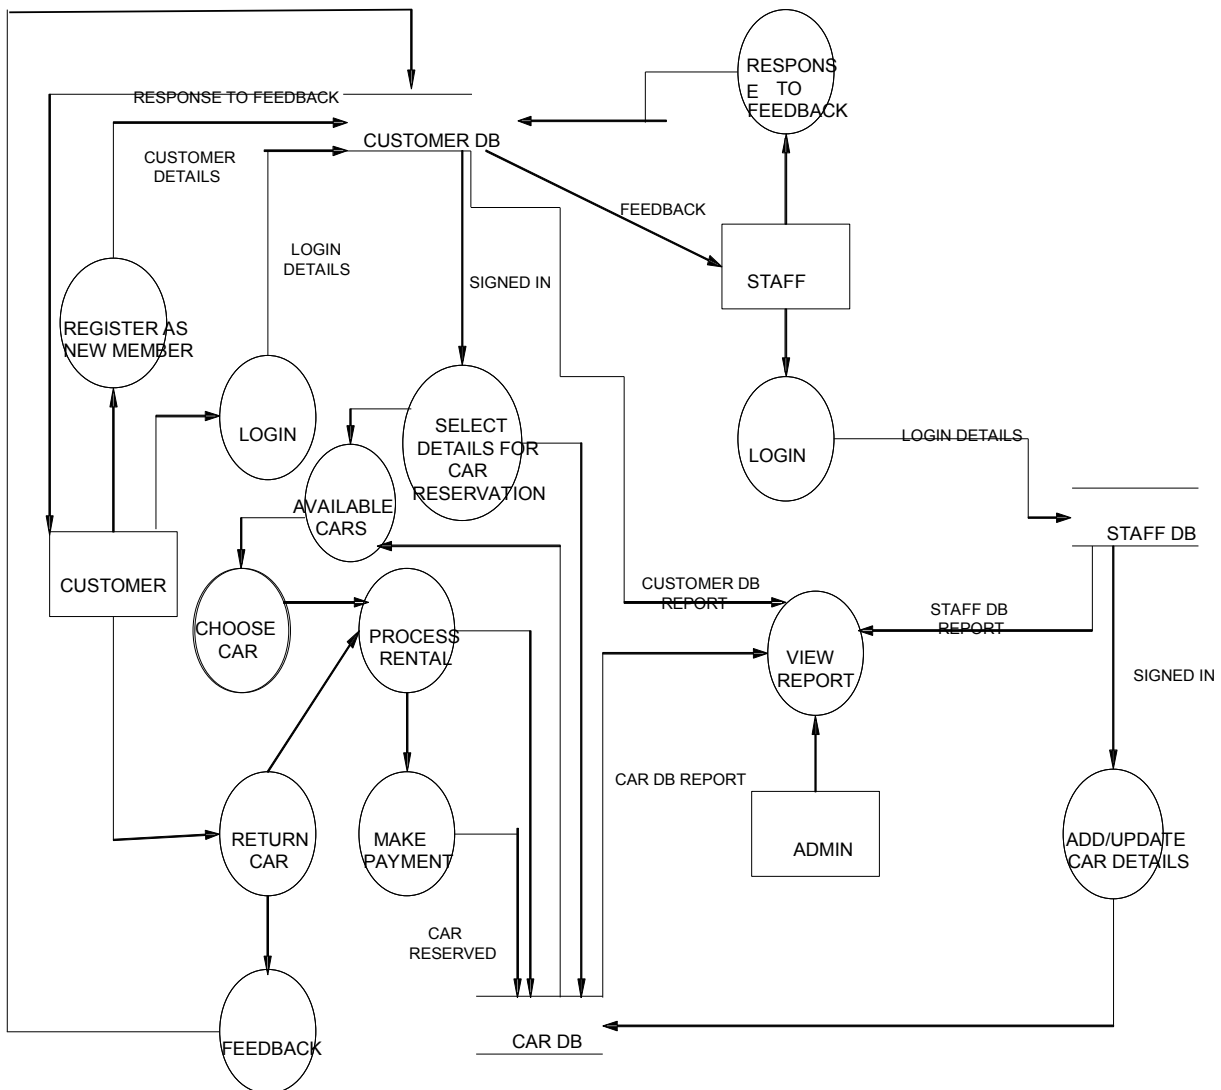 RESPONS
E TO
FEEDBACK
RESPONSE TO FEEDBACK
CUSTOMER DB
CUSTOMER
DETAILS
FEEDBACK
LOGIN
DETAILS
STAFF
SIGNED IN
REGISTER AS
NEW MEMBER
LOGIN
SELECT
DETAILS FOR
CAR
RESERVATION
LOGIN DETAILS
LOGIN
AVAILABLE
CARS
STAFF DB
CUSTOMER
CUSTOMER DB
REPORT
STAFF DB
REPORT
CHOOSE
CAR
PROCESS
RENTAL
VIEW
REPORT
SIGNED IN
CAR DB REPORT
RETURN
CAR
MAKE
PAYMENT
ADMIN
ADD/UPDATE
CAR DETAILS
CAR
RESERVED
CAR DB
FEEDBACK